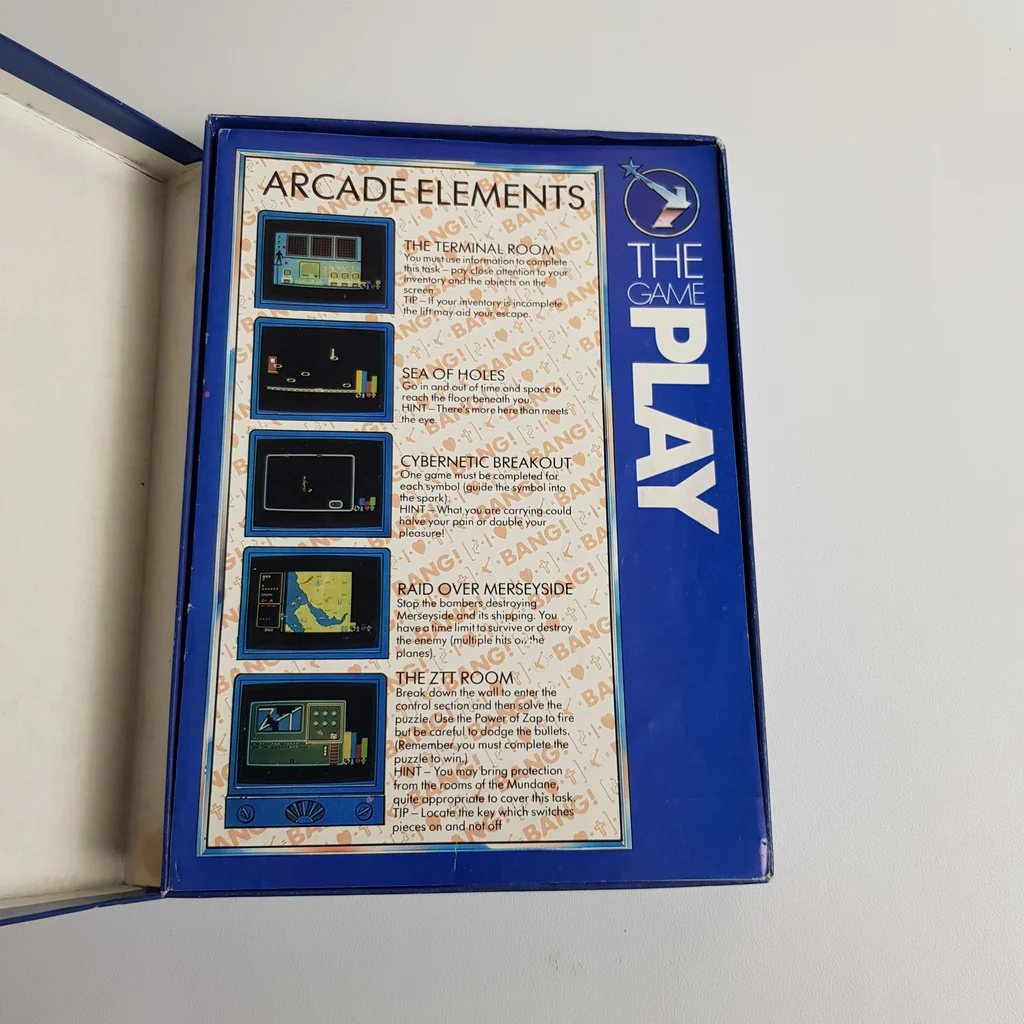 ARCADE ELEMENTS
THE TERMINAL ROOM
You must use information to complete
this task – pay close attention to your
inventory and the objects on the
screen
TIP – If your inventory is incomplete
the lift may aid your escape.
SEA OF HOLES
Go in and out of time and space to
reach the floor beneath you.
HINT – There's more here than meets
the eye.
CYBERNETIC BREAKOUT
One game must be completed for
each symbol (guide the symbol into
the spark).
HINT – What you are carrying could
halve your pain or double your
pleasure!
RAID OVER MERSEYSIDE
Stop the bombers destroying
Merseyside and its shipping. You
have a time limit to survive or destroy
the enemy (multiple hits on the
planes).
THE ZTT ROOM
Break down the wall to enter the
control section and then solve the
puzzle. Use the Power of Zap to fire
but be careful to dodge the bullets.
(Remember you must complete the
puzzle to win.)
HINT – You may bring protection
from the rooms of the Mundane,
quite appropriate to cover this task.
TIP – Locate the key which switches
pieces on and not off
THE
GAME
PLAY